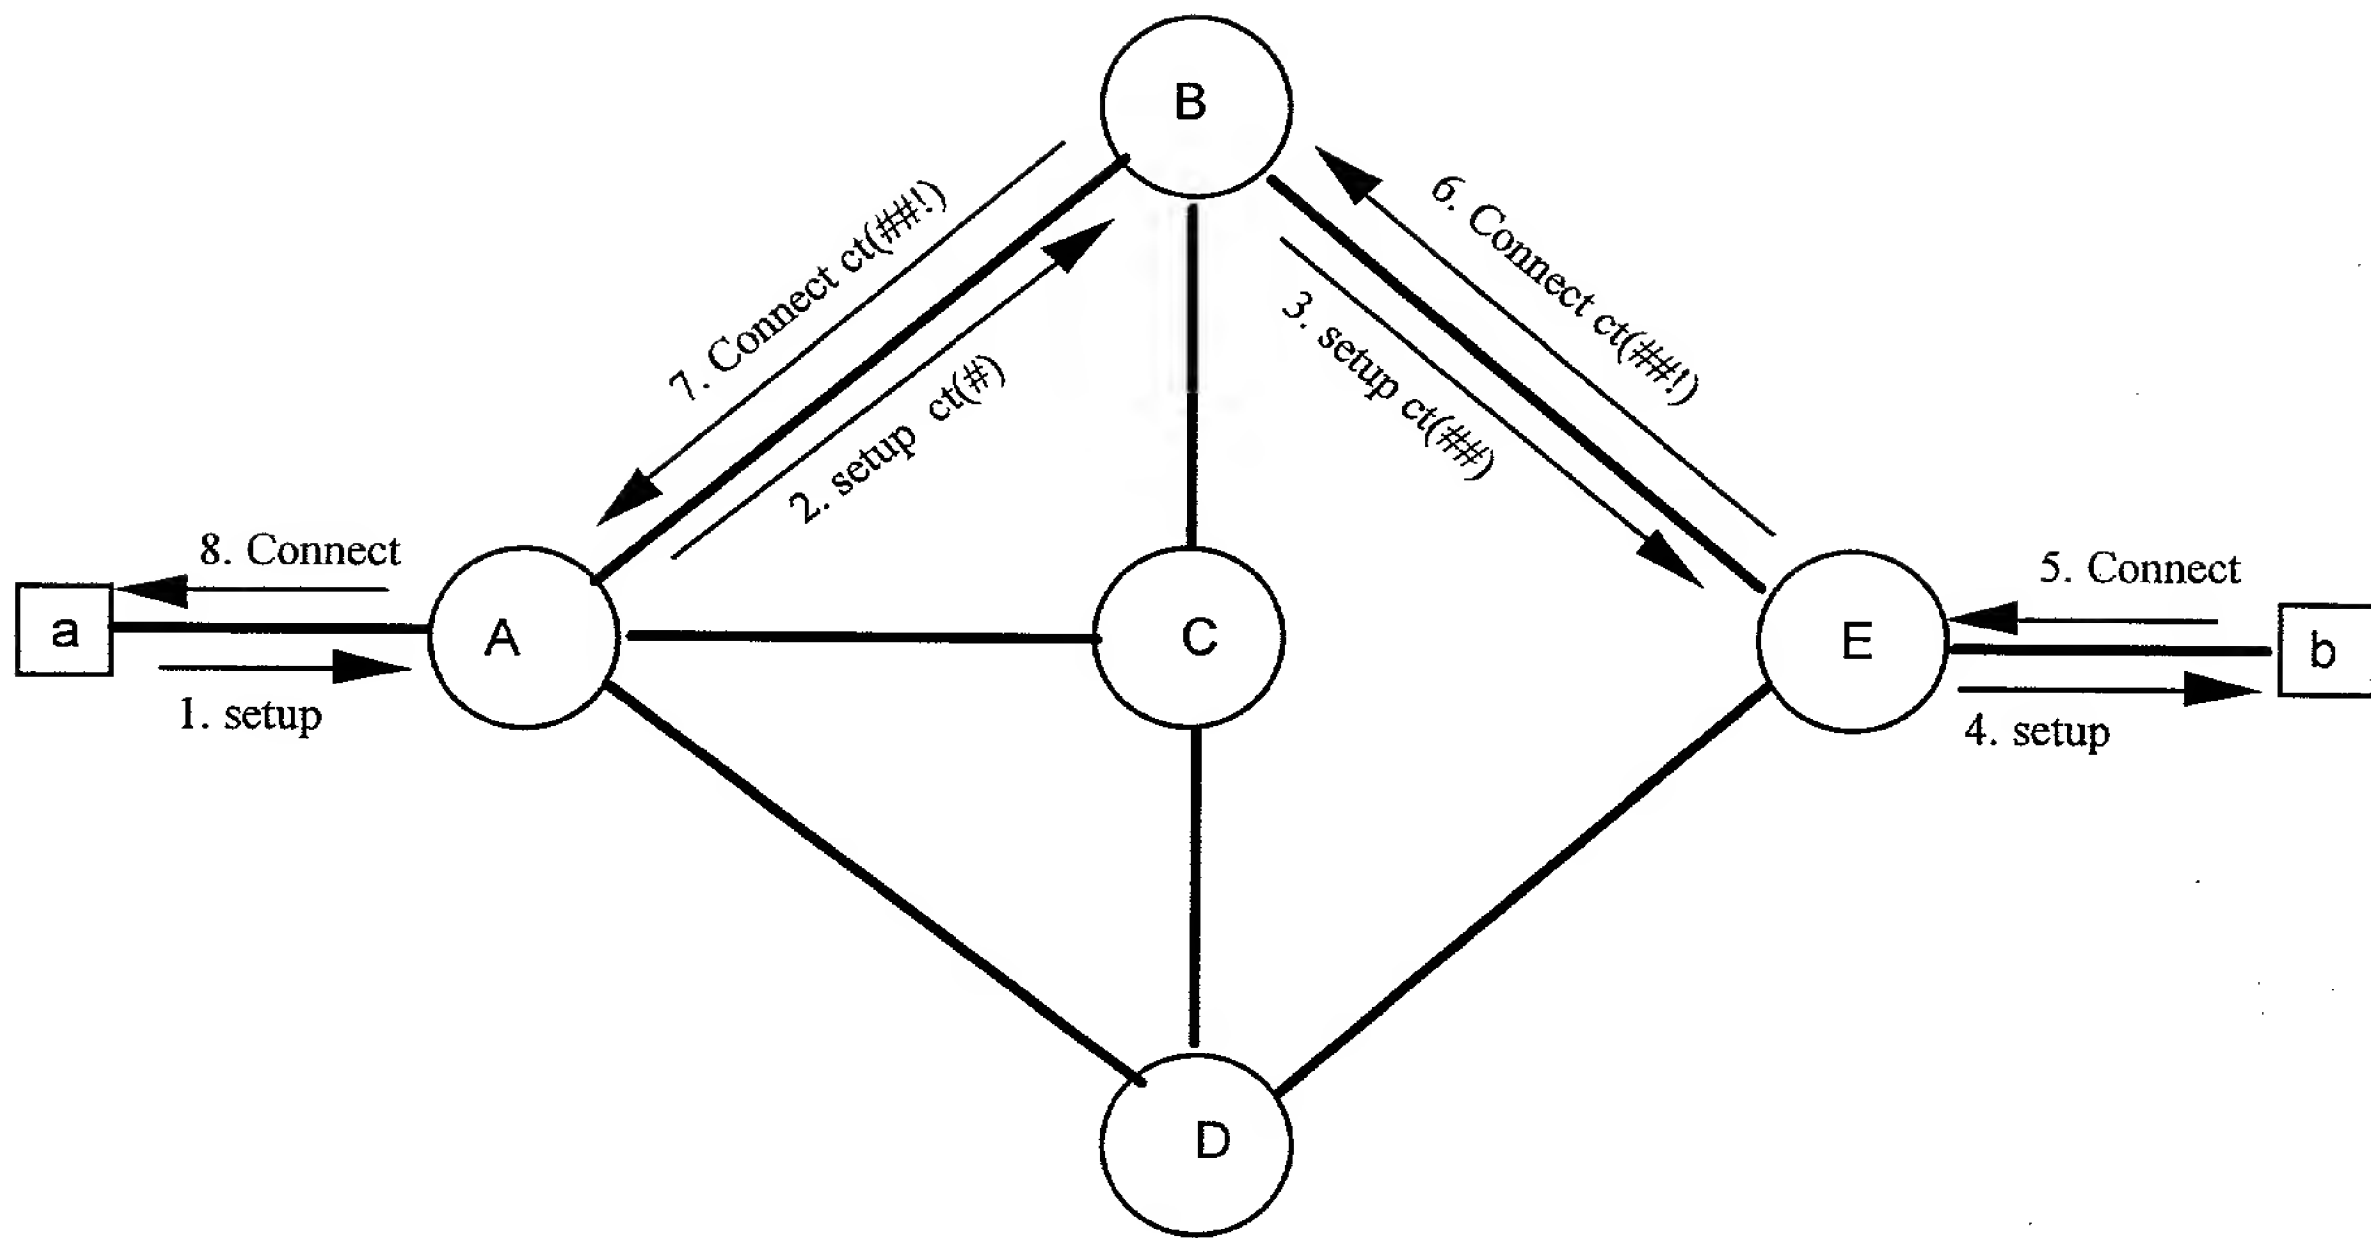 B
7. Connect ct(##!)
6. Connect ct(##!)
2. setup ct(#)
3. setup ct(##)
8. Connect
5. Connect
a
A
C
E
b
1. setup
4. setup
D